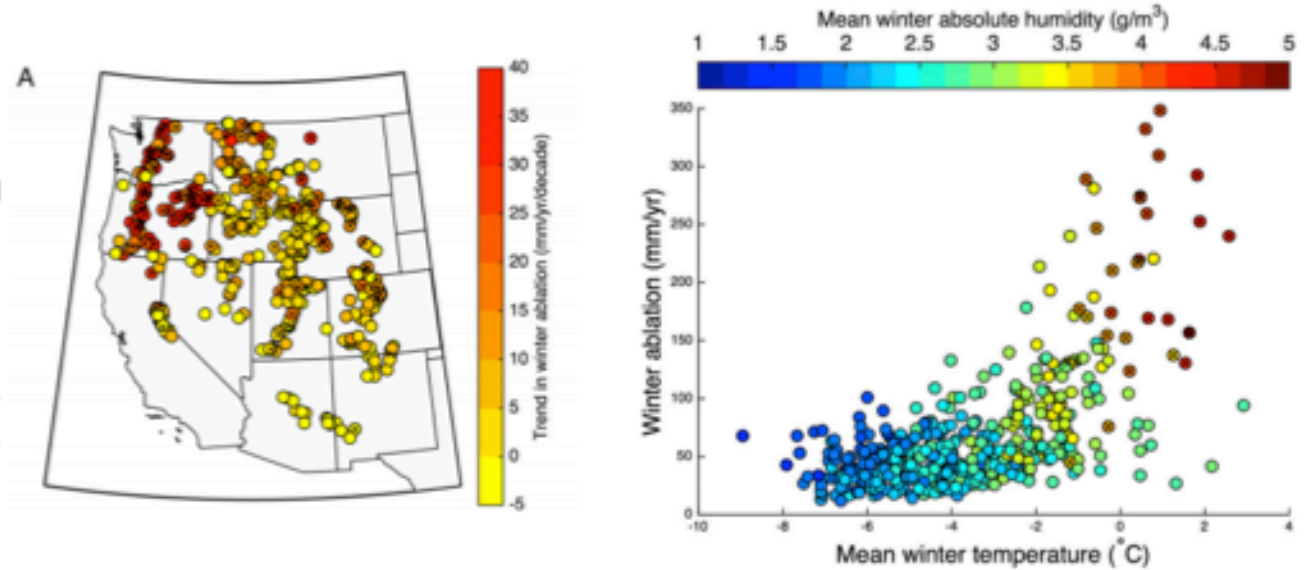 A
40
35
30
25
20
15
10
5
0
-5
Trend in winter ablation (mm/yr/decade)
Mean winter absolute humidity (g/m³)
1 1.5 2 2.5 3 3.5 4 4.5 5
350
300
250
200
150
100
50
0
Winter ablation (mm/yr)
-10 -8 -6 -4 -2 0 2 4
Mean winter temperature (°C)